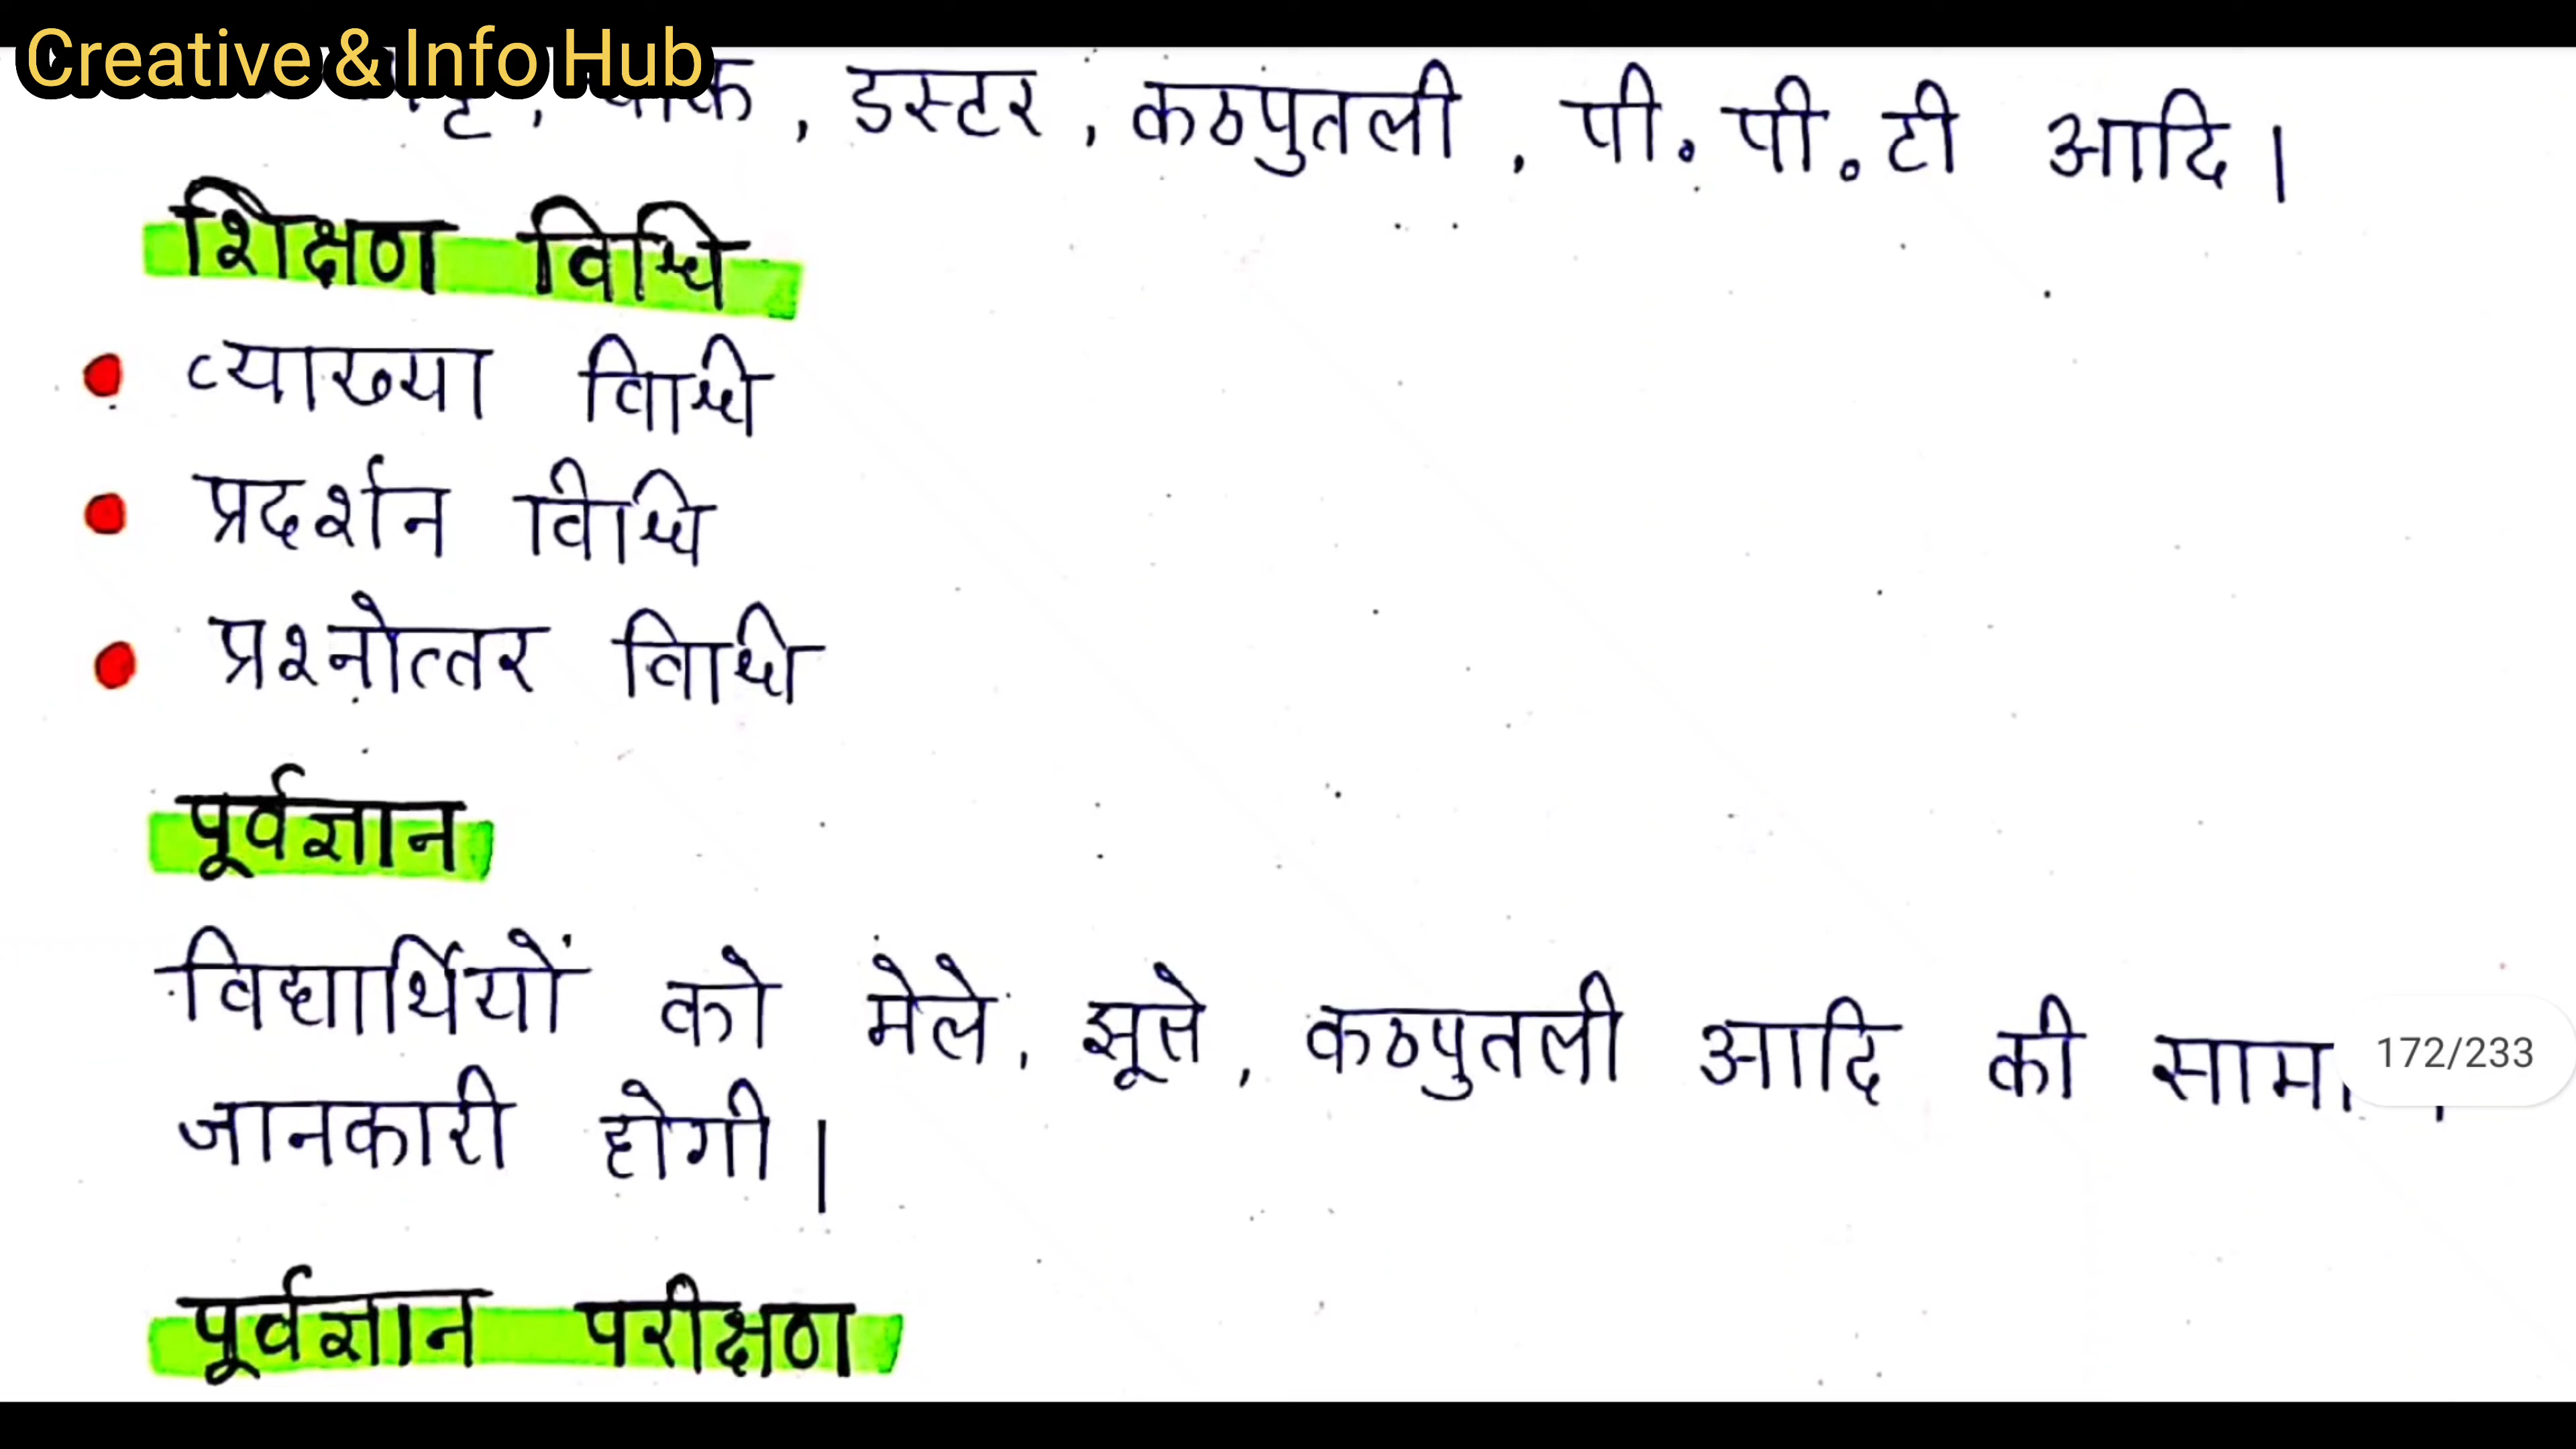 Creative & Info Hub
, डस्टर, कठपुतली, पी.पी.टी आदि।
शिक्षण विधि
• व्याख्या विधि
• प्रदर्शन विधि
• प्रश्नोत्तर विधि
पूर्वज्ञान
विद्यार्थियों को मेले, झूले, कठपुतली आदि की
172/233
जानकारी होगी।
पूर्वज्ञान परीक्षण